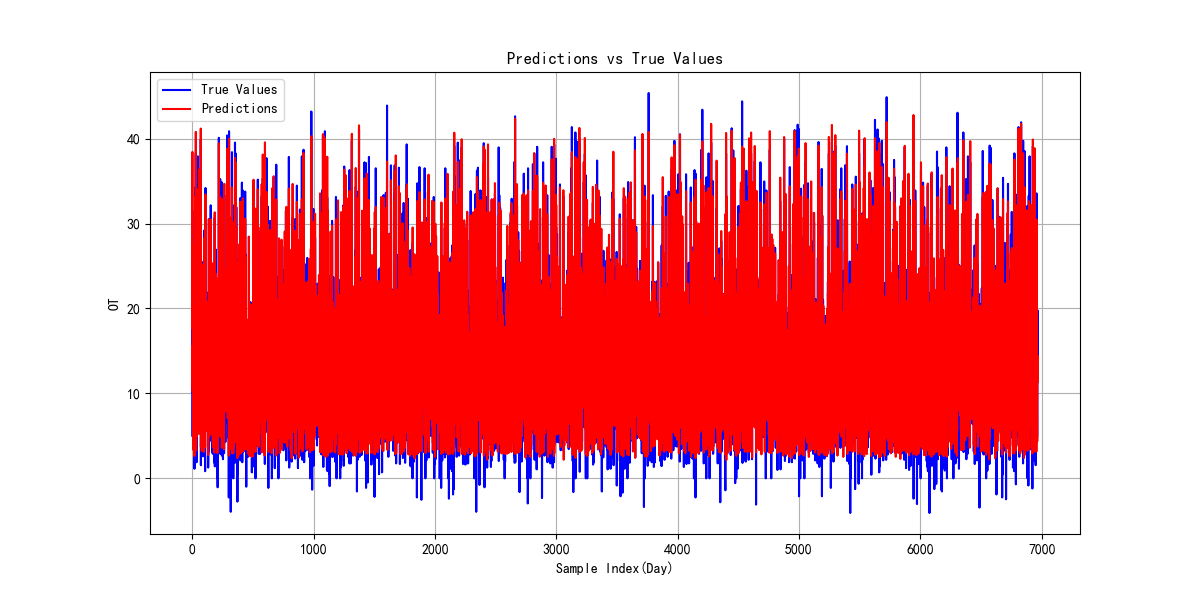 Predictions vs True Values
True Values
Predictions
OT
40
30
20
10
0
0 1000 2000 3000 4000 5000 6000 7000
Sample Index(Day)